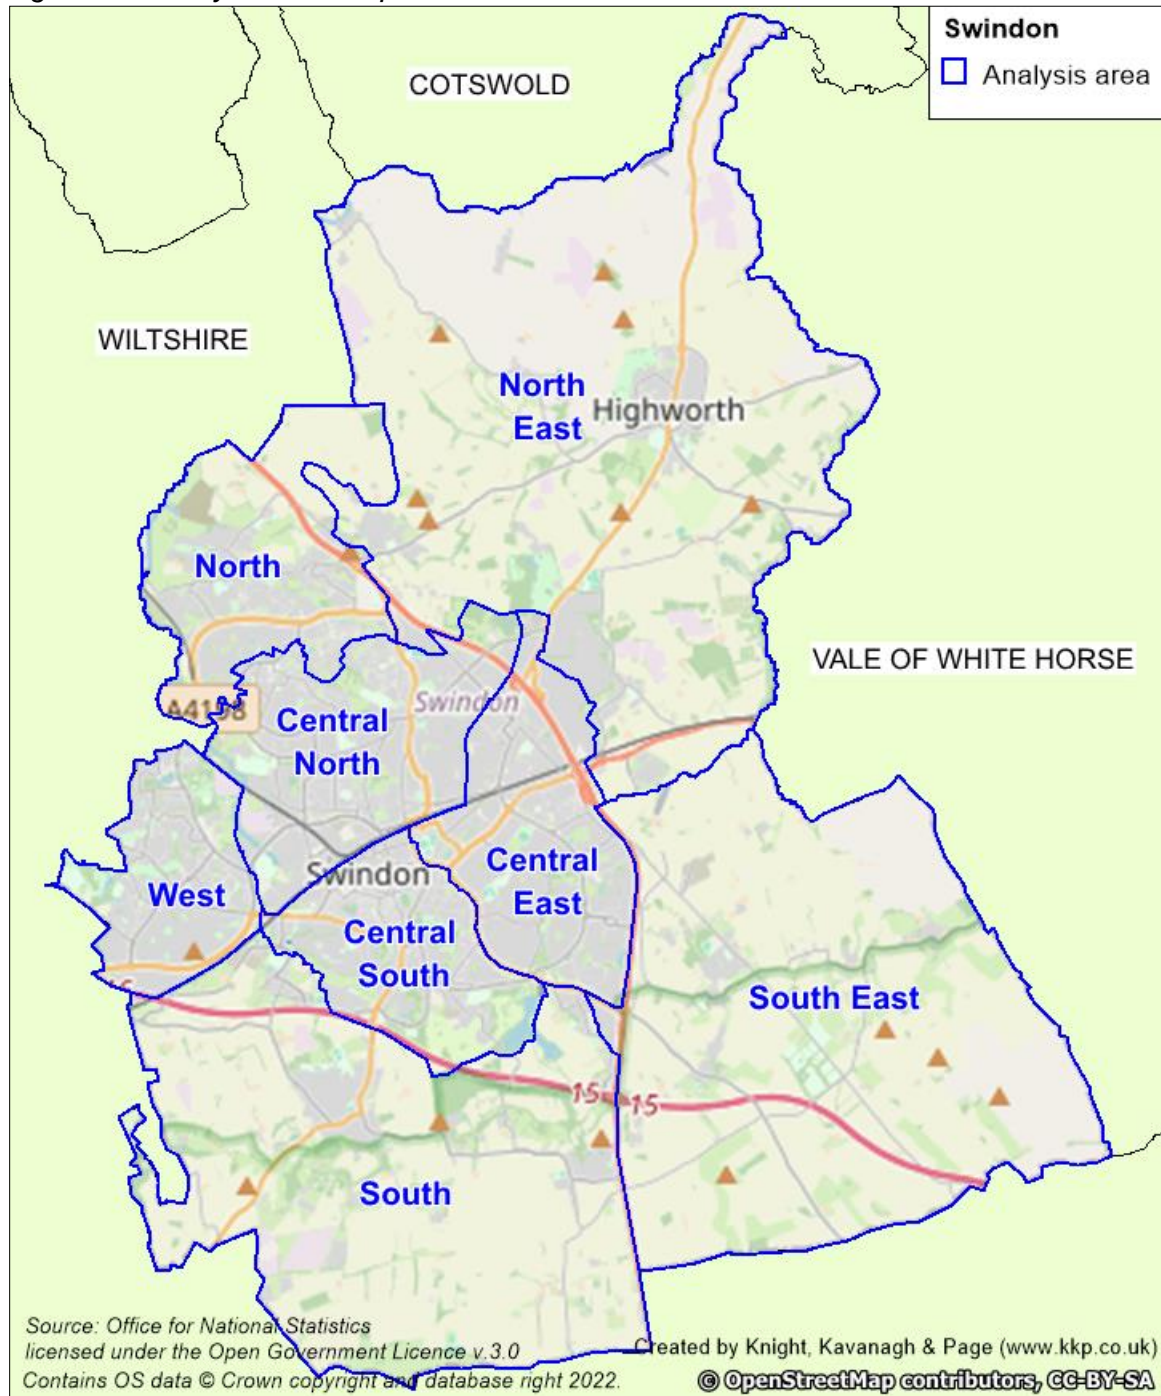 Swindon
Analysis area
COTSWOLD
WILTSHIRE
North
East
Highworth
North
VALE OF WHITE HORSE
A4198
Swindon
Central
North
Swindon
Central
East
West
Central
South
South East
15
15
South
Source: Office for National Statistics
licensed under the Open Government Licence v.3.0
Created by Knight, Kavanagh & Page (www.kkp.co.uk)
Contains OS data © Crown copyright and database right 2022.
© OpenStreetMap contributors, CC-BY-SA